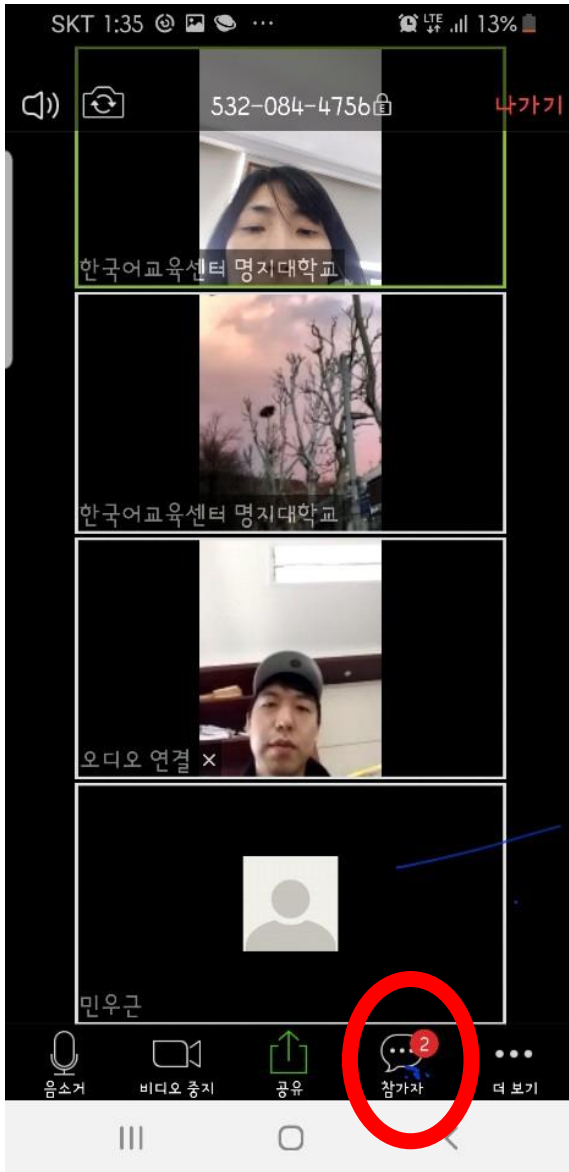 SKT 1:35 ... LTE 13%
532-084-4756 나가기
한국어교육센터 명지대학교
한국어교육센터 명지대학교
오디오 연결 ×
민우근
2
음소거 비디오 중지 공유 참가자 더 보기